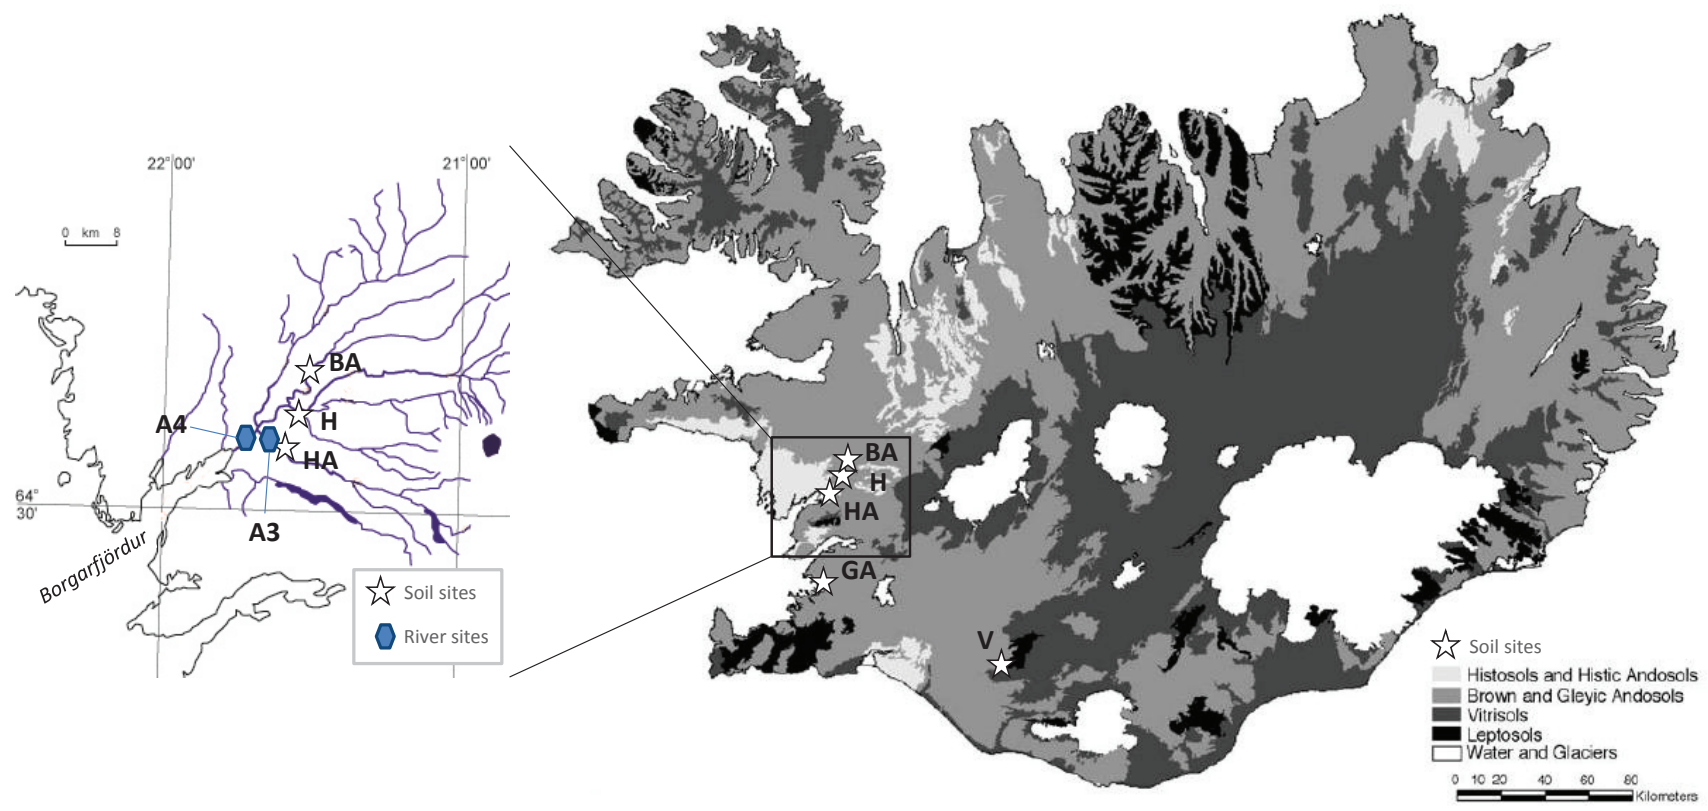 22°00'
21°00'
0 km 8
BA
A4
H
HA
64°
30'
A3
Borgarfjördur
Soil sites
River sites
BA
H
HA
GA
V
Soil sites
Histosols and Histic Andosols
Brown and Gleyic Andosols
Vitrisols
Leptosols
Water and Glaciers
0 10 20 40 60 80
Kilometers